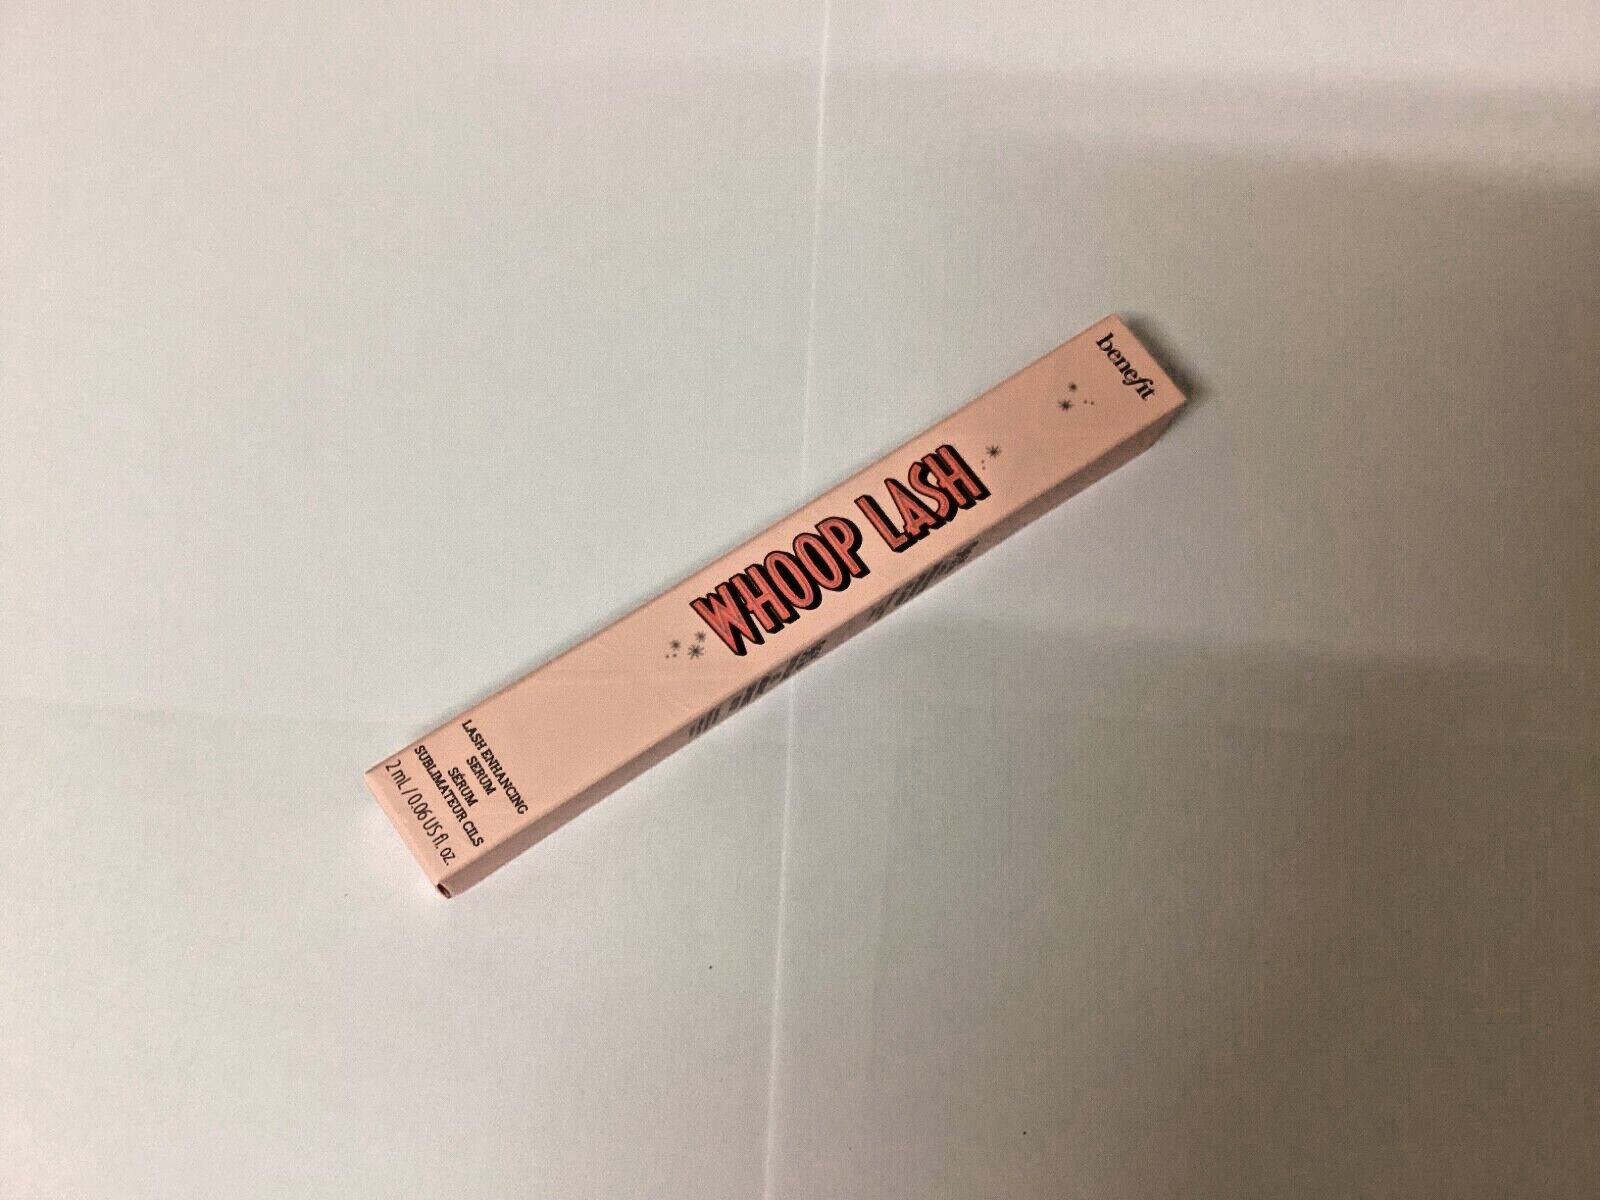 benefit
WHOOP LASH
LASH ENHANCING
SERUM
SÉRUM
SUBLIMATEUR CILS
2 mL / 0.06 US fl. oz.